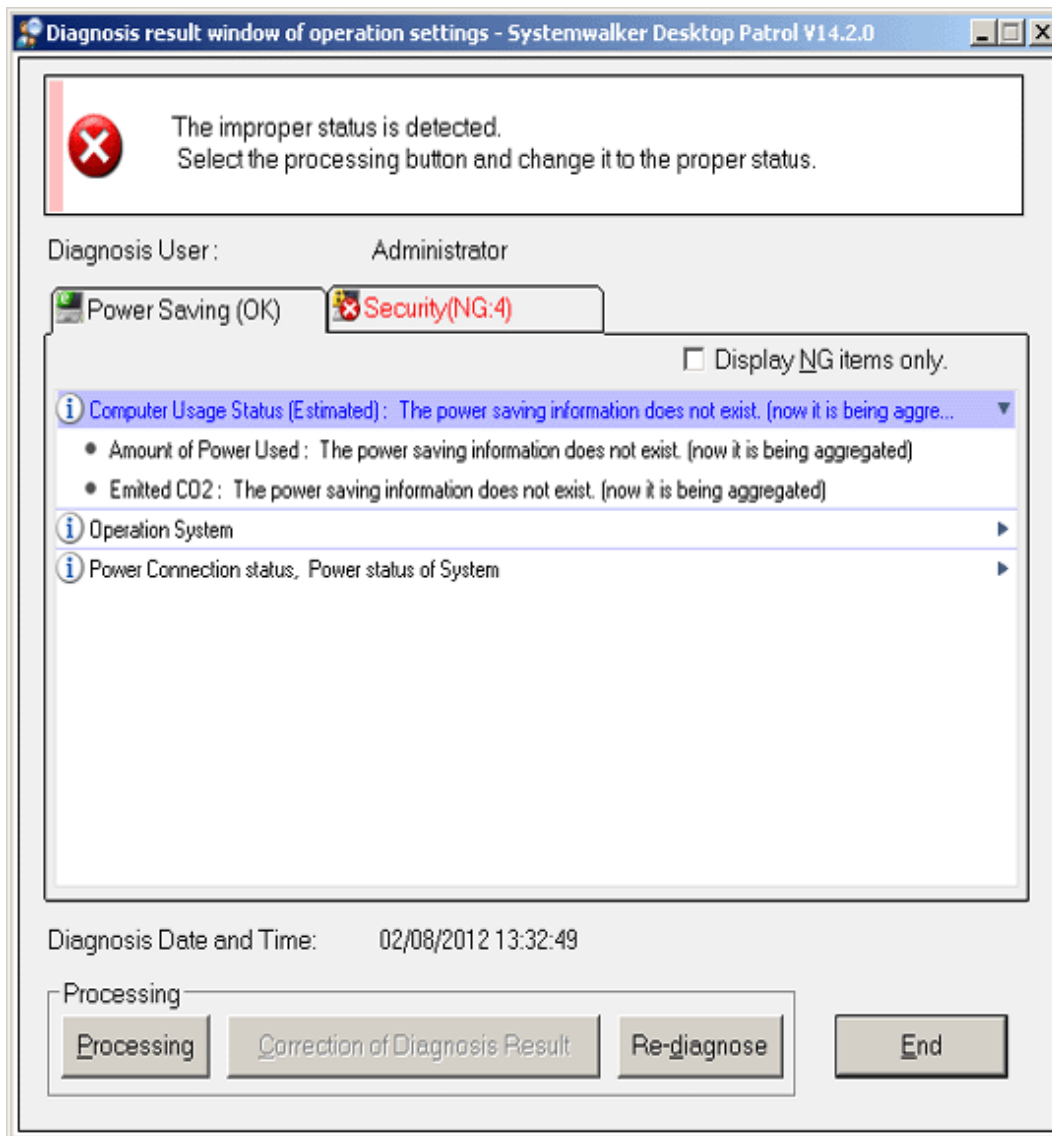 Diagnosis result window of operation settings - Systemwalker Desktop Patrol V14.2.0
The improper status is detected.
Select the processing button and change it to the proper status.
Diagnosis User : Administrator
Power Saving (OK) Security(NG:4)
Display NG items only.
Computer Usage Status (Estimated) : The power saving information does not exist. (now it is being aggre...
Amount of Power Used : The power saving information does not exist. (now it is being aggregated)
Emitted CO2 : The power saving information does not exist. (now it is being aggregated)
Operation System
Power Connection status, Power status of System
Diagnosis Date and Time: 02/08/2012 13:32:49
Processing
Processing Correction of Diagnosis Result Re-diagnose End